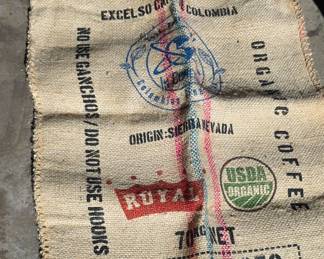 EXCELSO
COLOMBIA
NO USE GANCHOS / DO NOT USE HOOKS
ORGANIC COFFEE
ORIGIN: SIERRA NEVADA
ROYAL
USDA
ORGANIC
70 KG NET